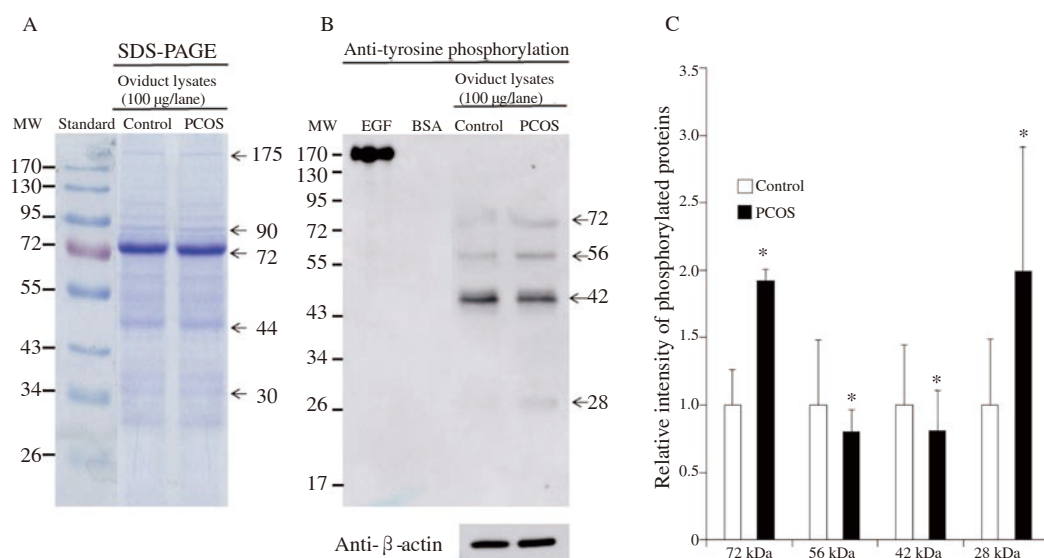 A
SDS-PAGE
Oviduct lysates
(100 μg/lane)
MW Standard Control PCOS
170
130
95
72
55
43
34
26
175
90
72
44
30
B
Anti-tyrosine phosphorylation
Oviduct lysates
(100 μg/lane)
MW EGF BSA Control PCOS
170
130
95
72
55
43
34
26
17
72
56
42
28
Anti-β-actin
C
Relative intensity of phosphorylated proteins
3.5
3.0
2.5
2.0
1.5
1.0
0.5
0
Control
PCOS
* * * *
72 kDa 56 kDa 42 kDa 28 kDa